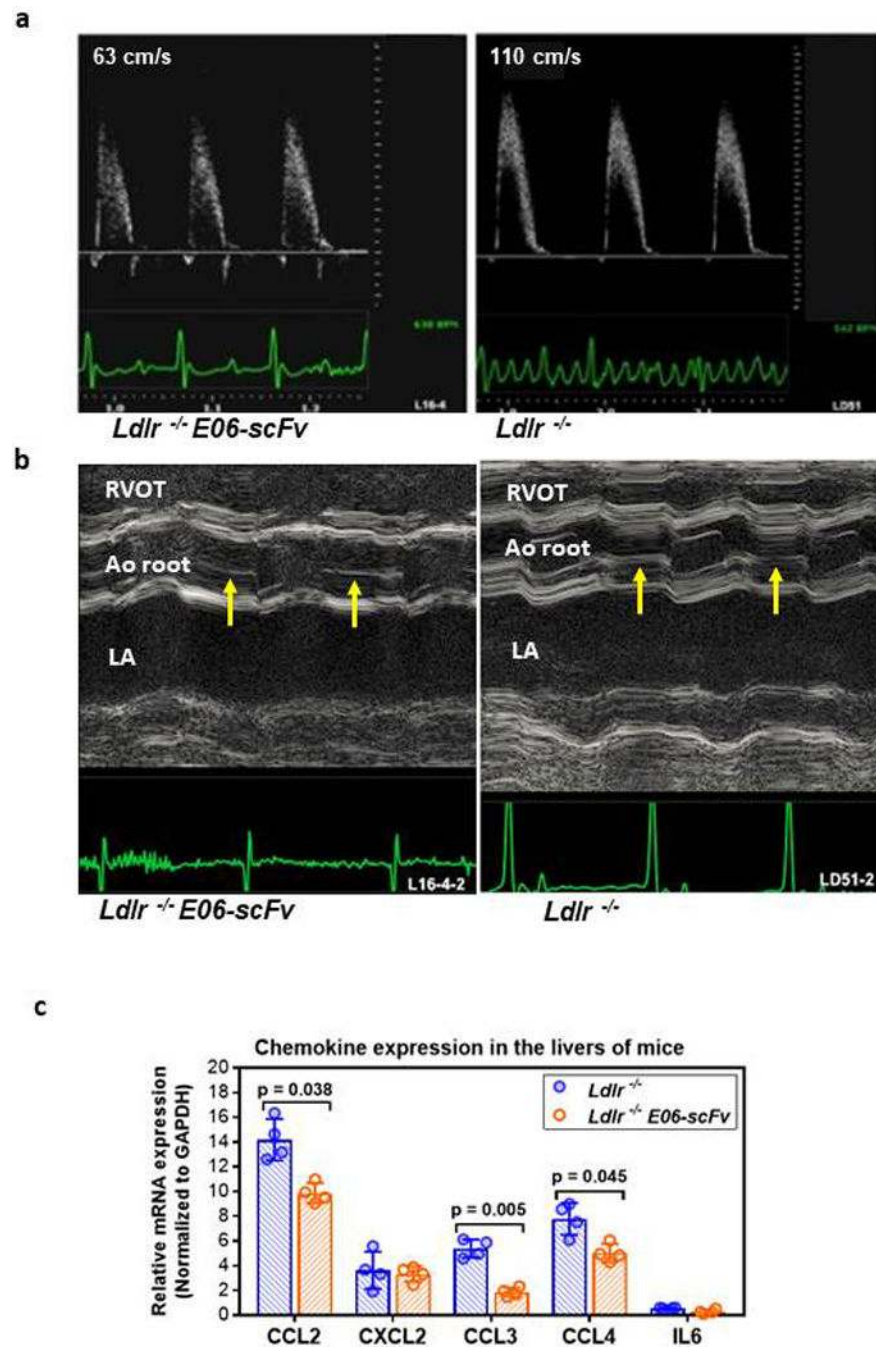 a
63 cm/s
110 cm/s
L16-4
LD51
Ldlr -/- E06-scFv
Ldlr -/-
b
RVOT
Ao root
LA
RVOT
Ao root
LA
L16-4-2
LD51-2
Ldlr -/- E06-scFv
Ldlr -/-
c
Chemokine expression in the livers of mice
Relative mRNA expression
(Normalized to GAPDH)
20
18
16
14
12
10
8
6
4
2
0
p = 0.038
p = 0.005
p = 0.045
Ldlr -/-
Ldlr -/- E06-scFv
CCL2 CXCL2 CCL3 CCL4 IL6